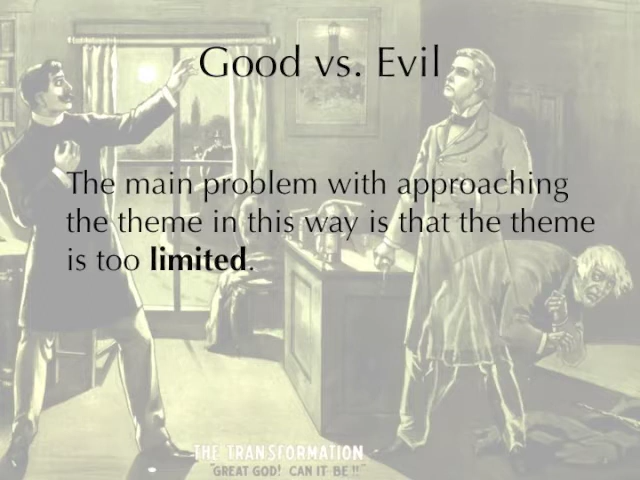 Good vs. Evil
The main problem with approaching
the theme in this way is that the theme
is too limited.
THE TRANSFORMATION
"GREAT GOD! CAN IT BE!!"